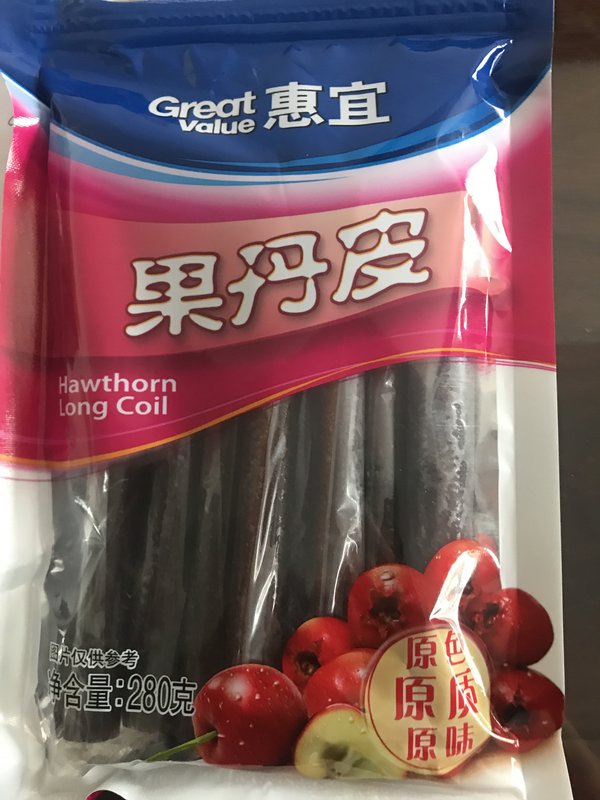 Great Value 惠宜
果丹皮
Hawthorn
Long Coil
图片仅供参考
净含量:280克
原色
原质
原味